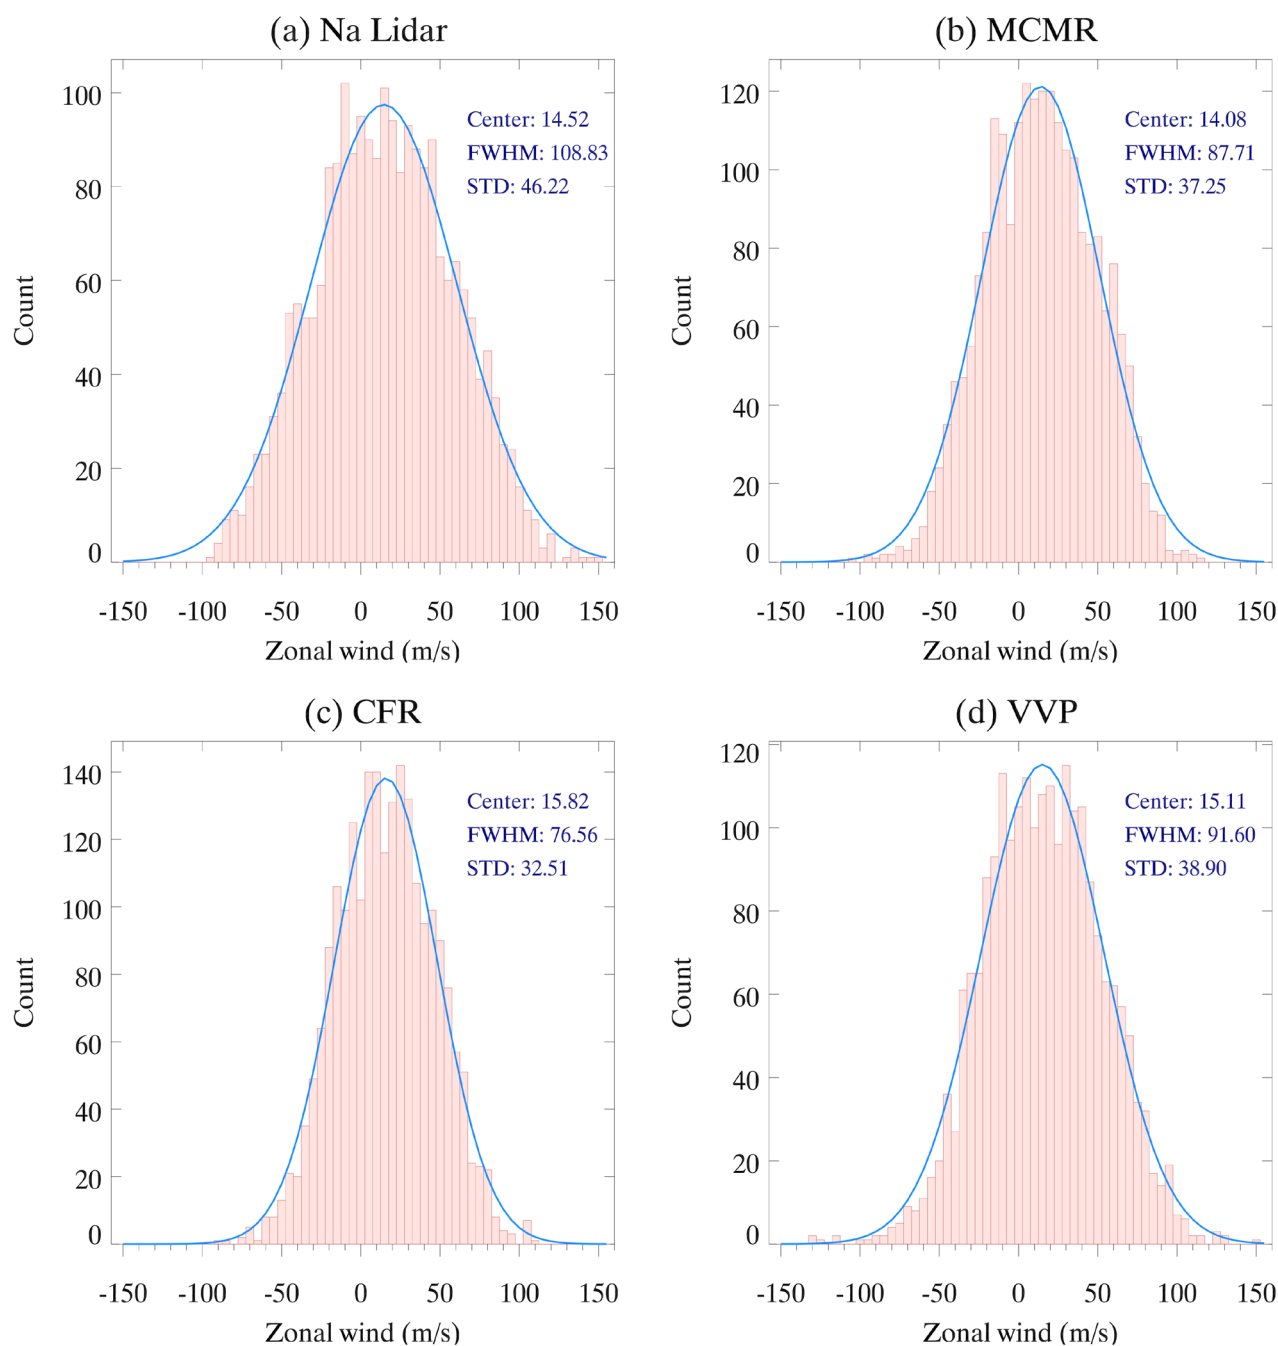 (a) Na Lidar
Center: 14.52
FWHM: 108.83
STD: 46.22
100
80
60
40
20
0
Count
-150 -100 -50 0 50 100 150
Zonal wind (m/s)
(b) MCMR
Center: 14.08
FWHM: 87.71
STD: 37.25
120
100
80
60
40
20
0
Count
-150 -100 -50 0 50 100 150
Zonal wind (m/s)
(c) CFR
Center: 15.82
FWHM: 76.56
STD: 32.51
140
120
100
80
60
40
20
0
Count
-150 -100 -50 0 50 100 150
Zonal wind (m/s)
(d) VVP
Center: 15.11
FWHM: 91.60
STD: 38.90
120
100
80
60
40
20
0
Count
-150 -100 -50 0 50 100 150
Zonal wind (m/s)